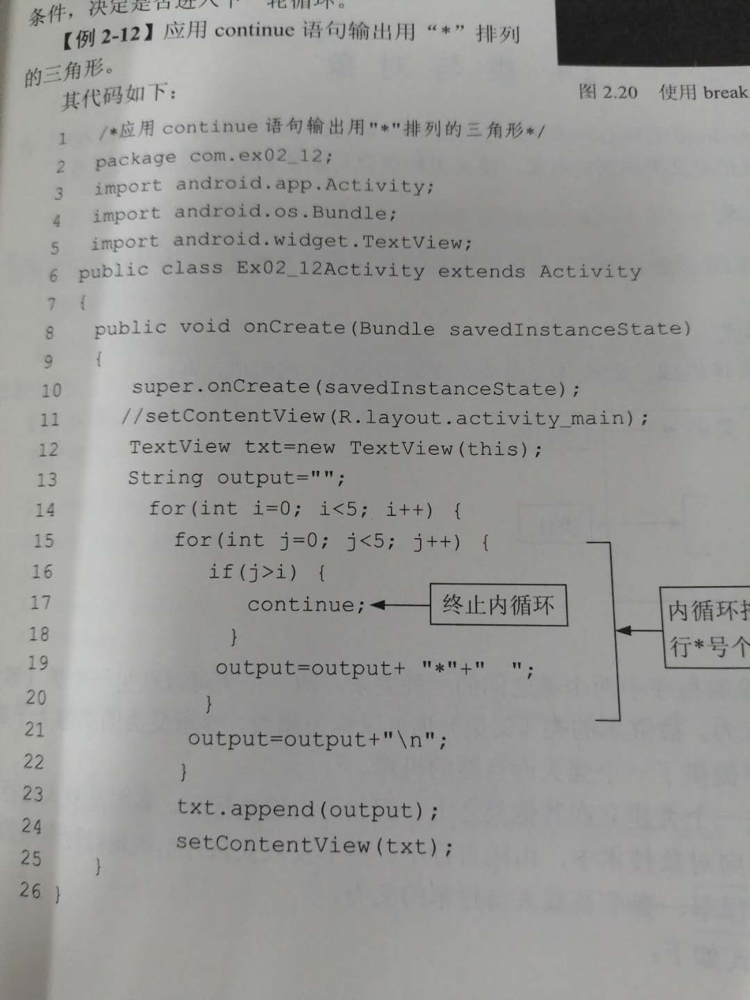 条件，决定是否进入下一轮循环。
【例 2-12】应用 continue 语句输出用“*”排列
的三角形。
其代码如下：
图 2.20 使用 break
1 /*应用 continue 语句输出用"*"排列的三角形*/
2 package com.ex02_12;
3 import android.app.Activity;
4 import android.os.Bundle;
5 import android.widget.TextView;
6 public class Ex02_12Activity extends Activity
7 {
8 public void onCreate(Bundle savedInstanceState)
9 {
10 super.onCreate(savedInstanceState);
11 //setContentView(R.layout.activity_main);
12 TextView txt=new TextView(this);
13 String output="";
14 for(int i=0; i<5; i++) {
15 for(int j=0; j<5; j++) {
16 if(j>i) {
17 continue; 终止内循环
18 }
19 output=output+ "*"+"  ";
20 }
21 output=output+"\n";
22 }
23 txt.append(output);
24 setContentView(txt);
25 }
26 }
内循环
行*号个